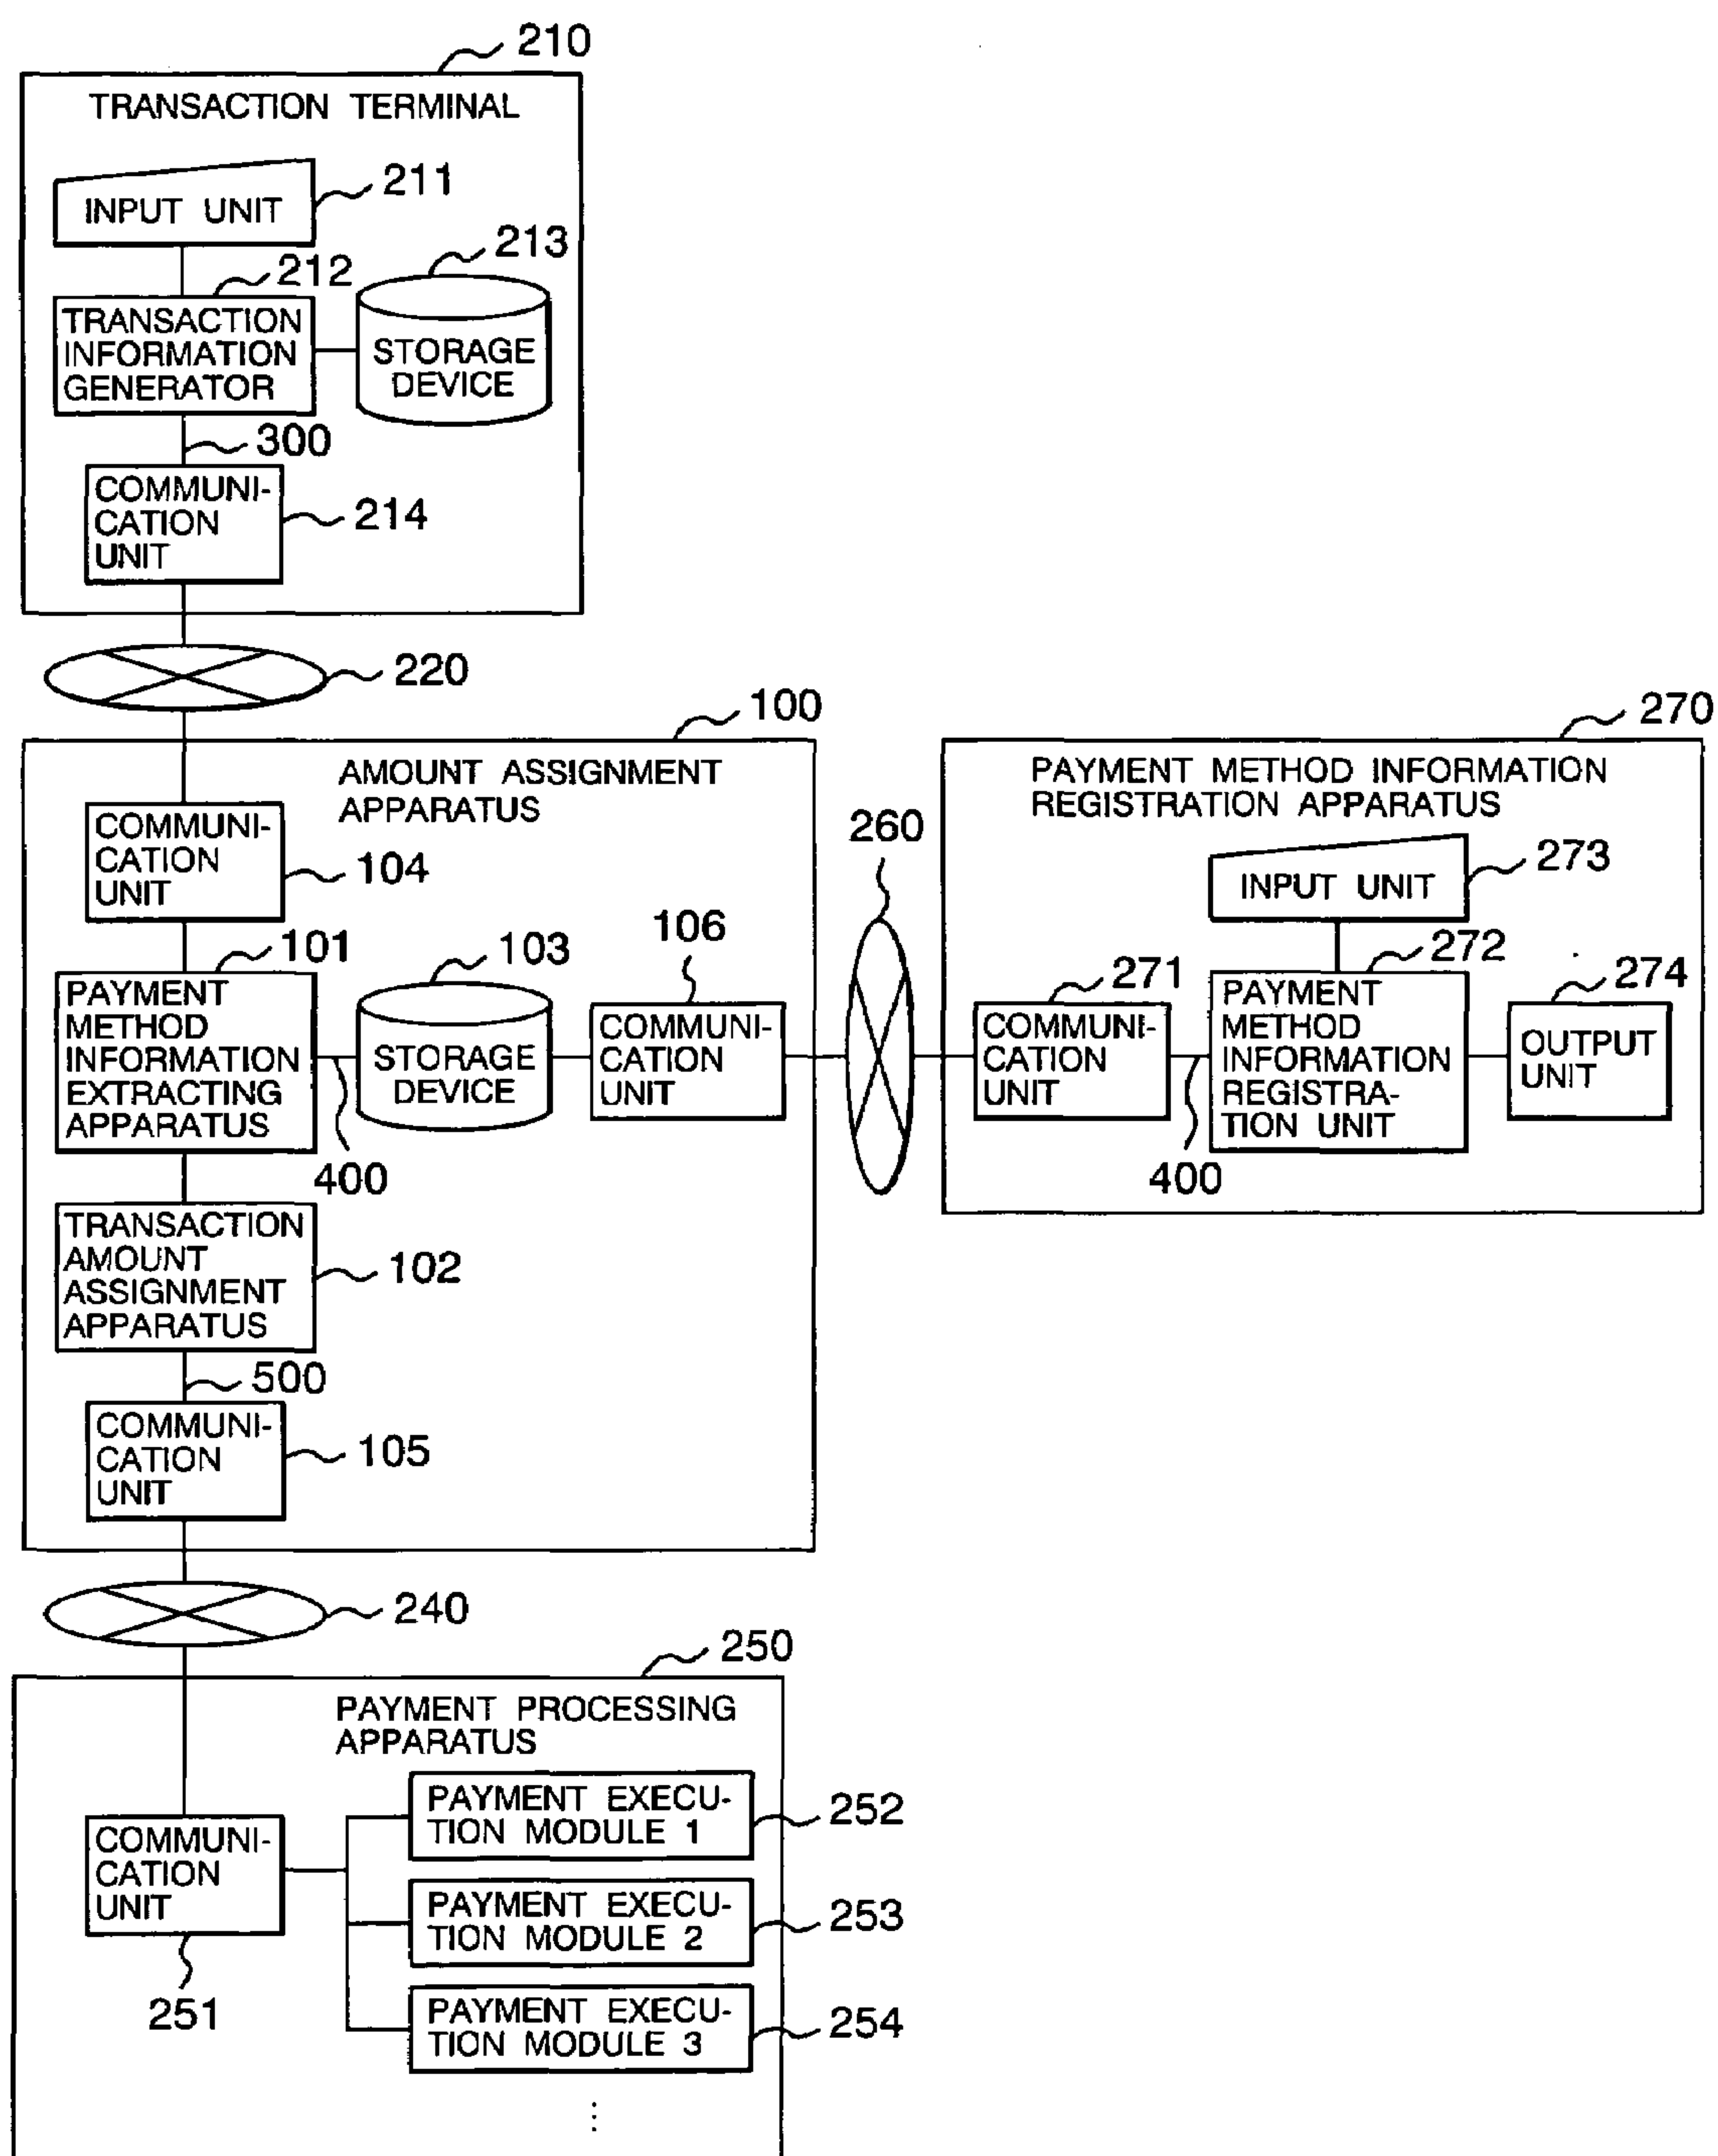 210
TRANSACTION TERMINAL
INPUT UNIT
211
212
213
TRANSACTION
INFORMATION
GENERATOR
STORAGE
DEVICE
300
COMMUNI-
CATION
UNIT
214
220
100
AMOUNT ASSIGNMENT
APPARATUS
COMMUNI-
CATION
UNIT
104
101
103
106
PAYMENT
METHOD
INFORMATION
EXTRACTING
APPARATUS
STORAGE
DEVICE
COMMUNI-
CATION
UNIT
400
TRANSACTION
AMOUNT
ASSIGNMENT
APPARATUS
102
500
COMMUNI-
CATION
UNIT
105
260
270
PAYMENT METHOD INFORMATION
REGISTRATION APPARATUS
INPUT UNIT
273
271
272
274
COMMUNI-
CATION
UNIT
PAYMENT
METHOD
INFORMATION
REGISTRA-
TION UNIT
OUTPUT
UNIT
400
240
250
PAYMENT PROCESSING
APPARATUS
COMMUNI-
CATION
UNIT
251
PAYMENT EXECU-
TION MODULE 1
252
PAYMENT EXECU-
TION MODULE 2
253
PAYMENT EXECU-
TION MODULE 3
254
⋮